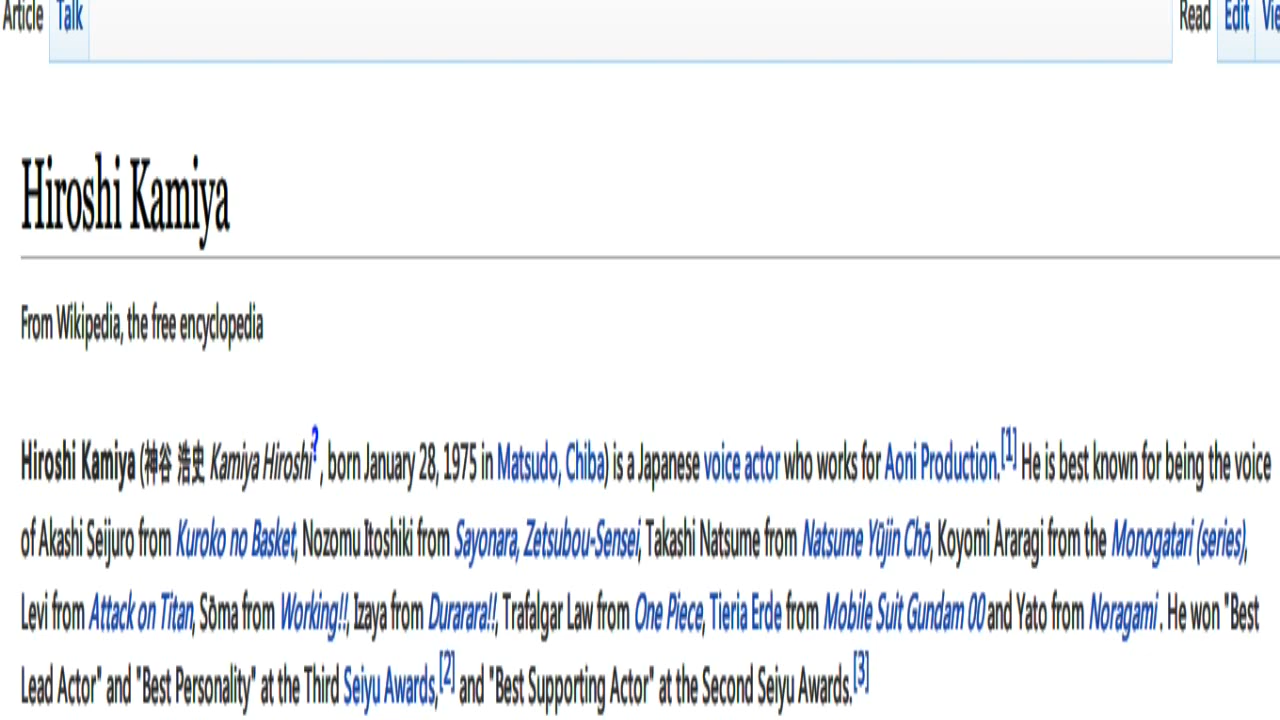 Article Talk Read Edit Vie
Hiroshi Kamiya
From Wikipedia, the free encyclopedia
Hiroshi Kamiya (神谷 浩史 Kamiya Hiroshi?, born January 28, 1975 in Matsudo, Chiba) is a Japanese voice actor who works for Aoni Production.[1] He is best known for being the voice
of Akashi Seijuro from Kuroko no Basket, Nozomu Itoshiki from Sayonara, Zetsubou-Sensei, Takashi Natsume from Natsume Yūjin Chō, Koyomi Araragi from the Monogatari (series),
Levi from Attack on Titan, Sōma from Working!!, Izaya from Durarara!!, Trafalgar Law from One Piece, Tieria Erde from Mobile Suit Gundam 00 and Yato from Noragami . He won "Best
Lead Actor" and "Best Personality" at the Third Seiyu Awards,[2] and "Best Supporting Actor" at the Second Seiyu Awards.[3]